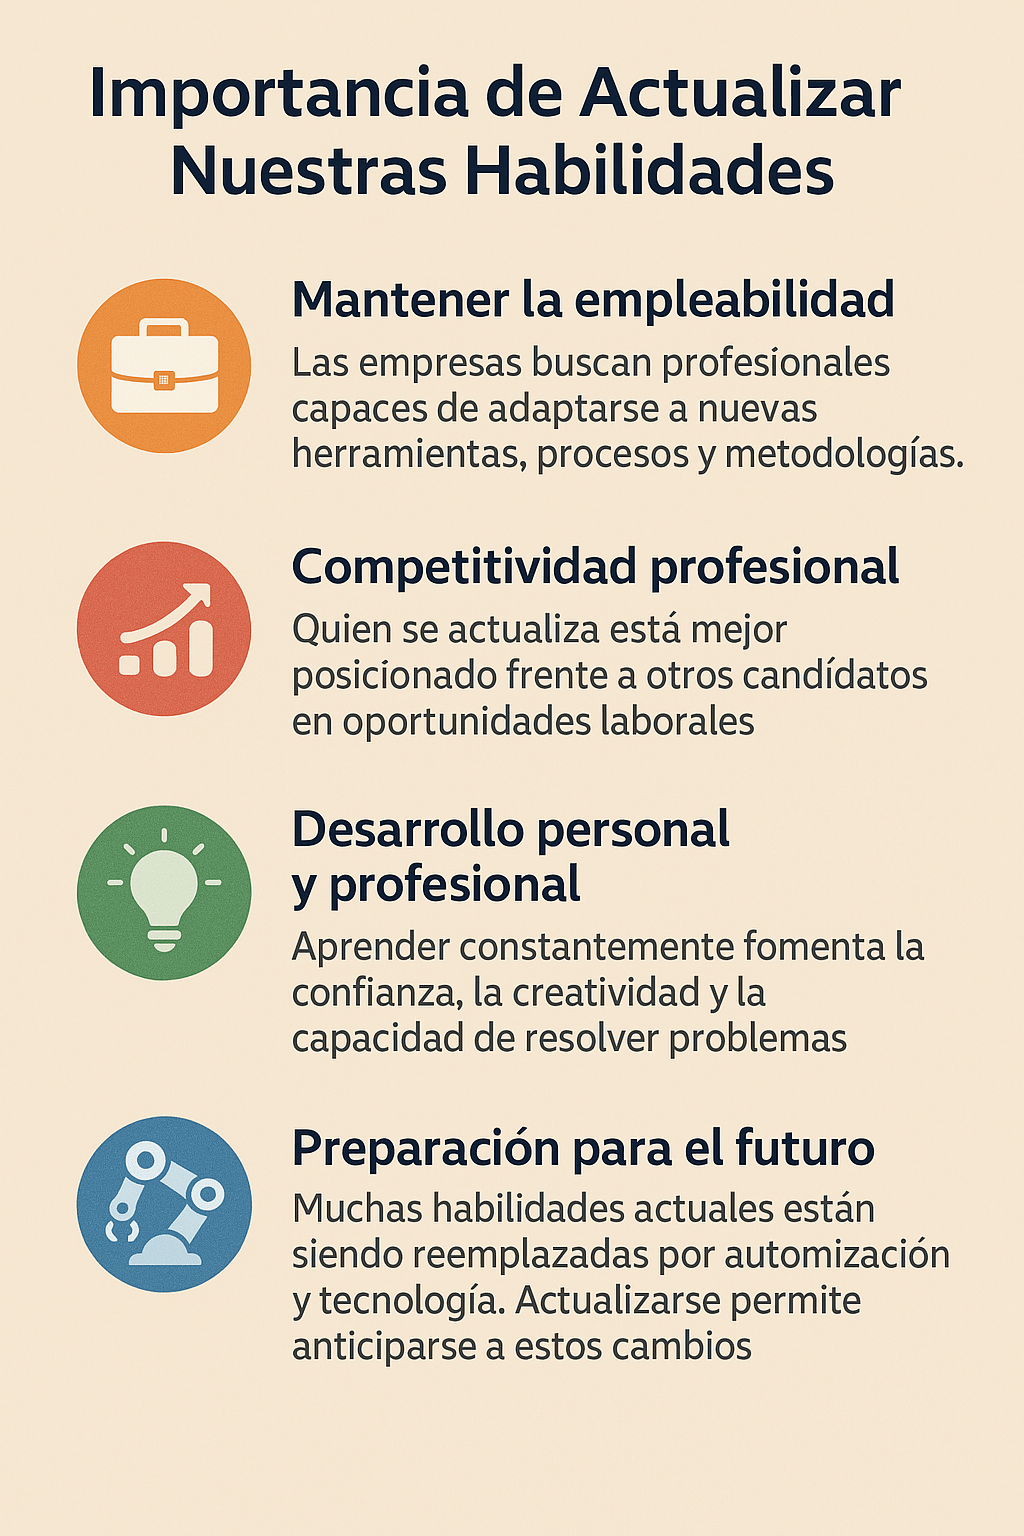 Importancia de Actualizar
Nuestras Habilidades
Mantener la empleabilidad
Las empresas buscan profesionales
capaces de adaptarse a nuevas
herramientas, procesos y metodologías.
Competitividad profesional
Quien se actualiza está mejor
posicionado frente a otros candídatos
en oportunidades laborales
Desarrollo personal
y profesional
Aprender constantemente fomenta la
confianza, la creatividad y la
capacidad de resolver problemas
Preparación para el futuro
Muchas habilidades actuales están
siendo reemplazadas por automización
y tecnología. Actualizarse permite
anticiparse a estos cambios